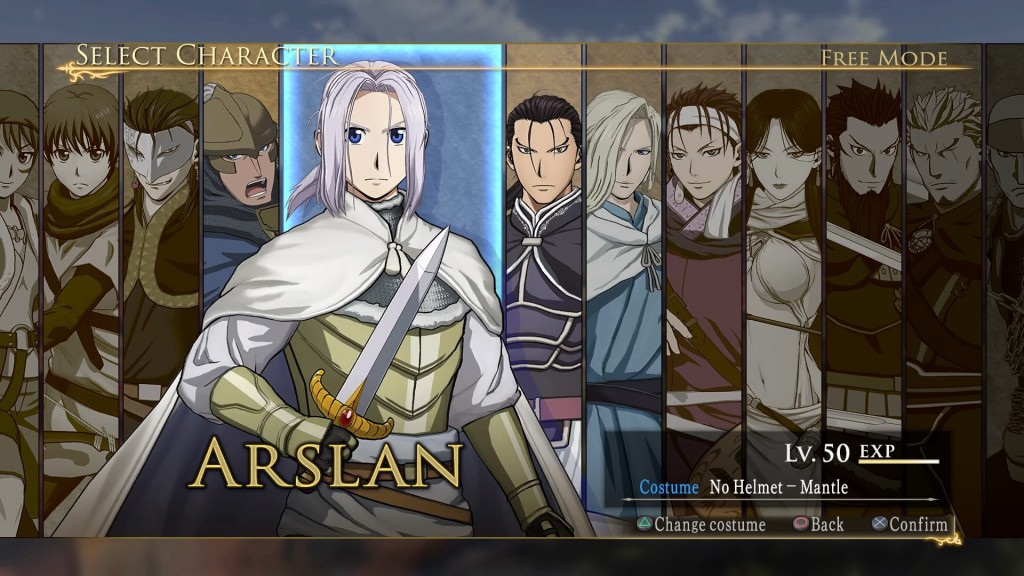 Select Character
Free Mode
Arslan
Lv. 50 EXP
Costume No Helmet – Mantle
Change costume Back Confirm